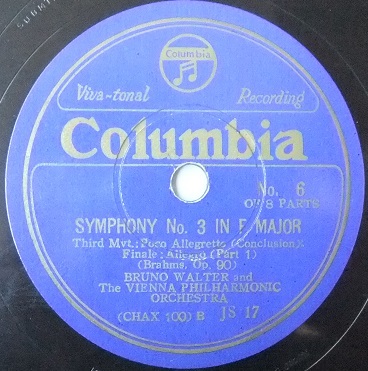 Columbia
Viva-tonal Recording
Columbia
No. 6
OF 8 PARTS
SYMPHONY No. 3 IN F MAJOR
Third Mvt.: Poco Allegretto (Conclusion).
Finale: Allegro (Part 1)
(Brahms, Op. 90)
BRUNO WALTER and
The VIENNA PHILHARMONIC
ORCHESTRA
(CHAX 100) B JS 17